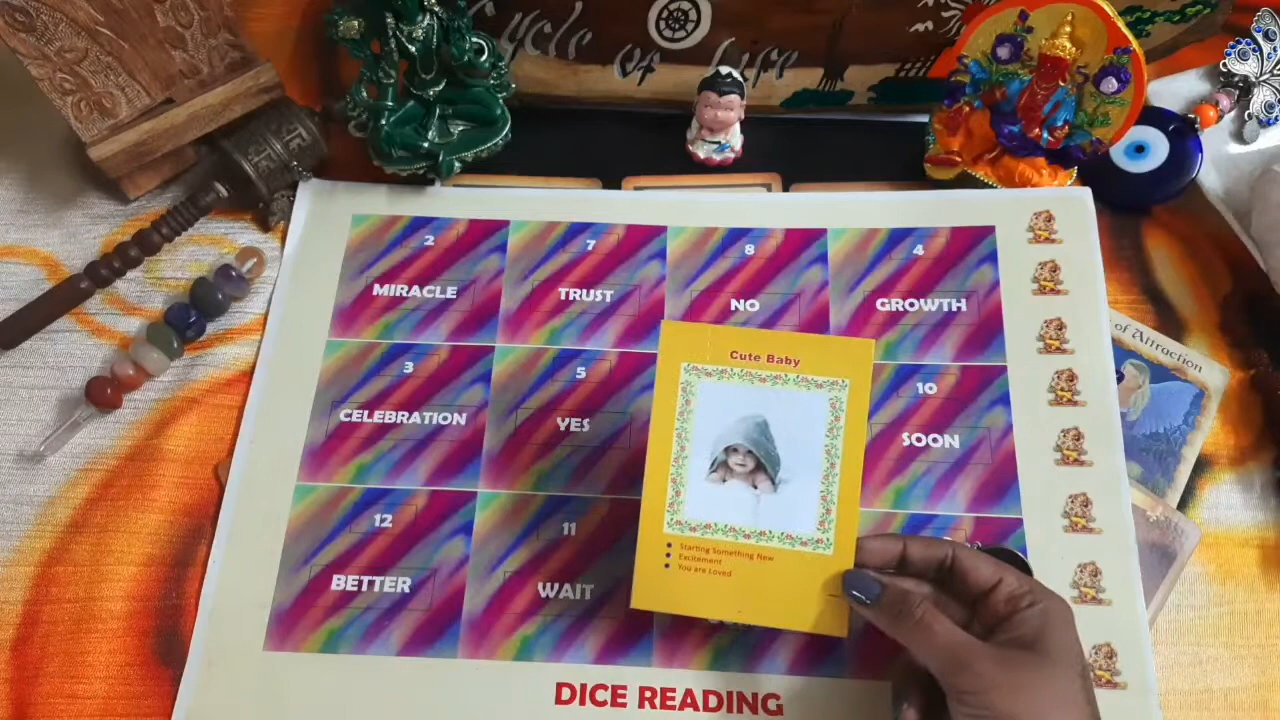 Cycle of Life
2
MIRACLE
7
TRUST
8
NO
4
GROWTH
of Attraction
3
CELEBRATION
5
YES
10
SOON
12
BETTER
11
WAIT
Cute Baby
Starting Something New
Excitement
You are Loved
DICE READING